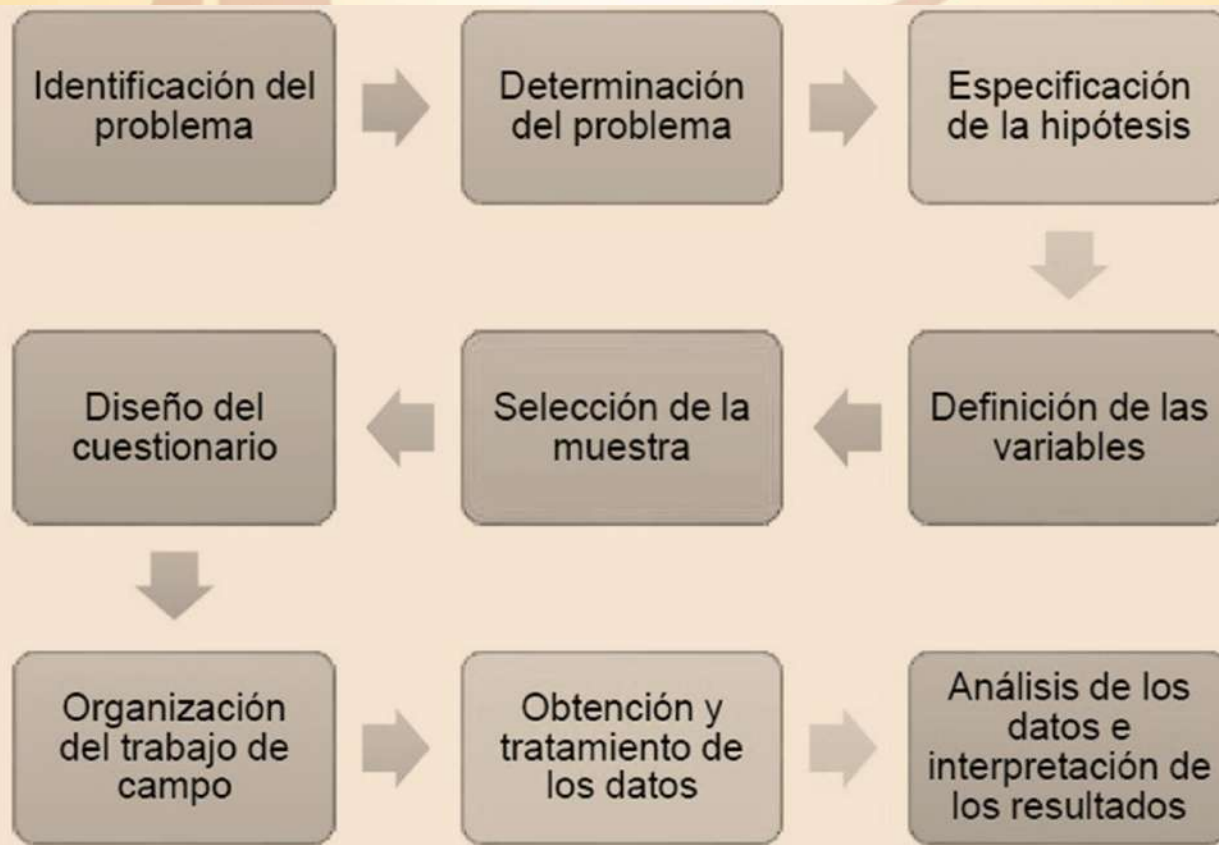 Identificación del
problema
Determinación
del problema
Especificación
de la hipótesis
Definición de las
variables
Selección de la
muestra
Diseño del
cuestionario
Organización
del trabajo de
campo
Obtención y
tratamiento de
los datos
Análisis de los
datos e
interpretación de
los resultados